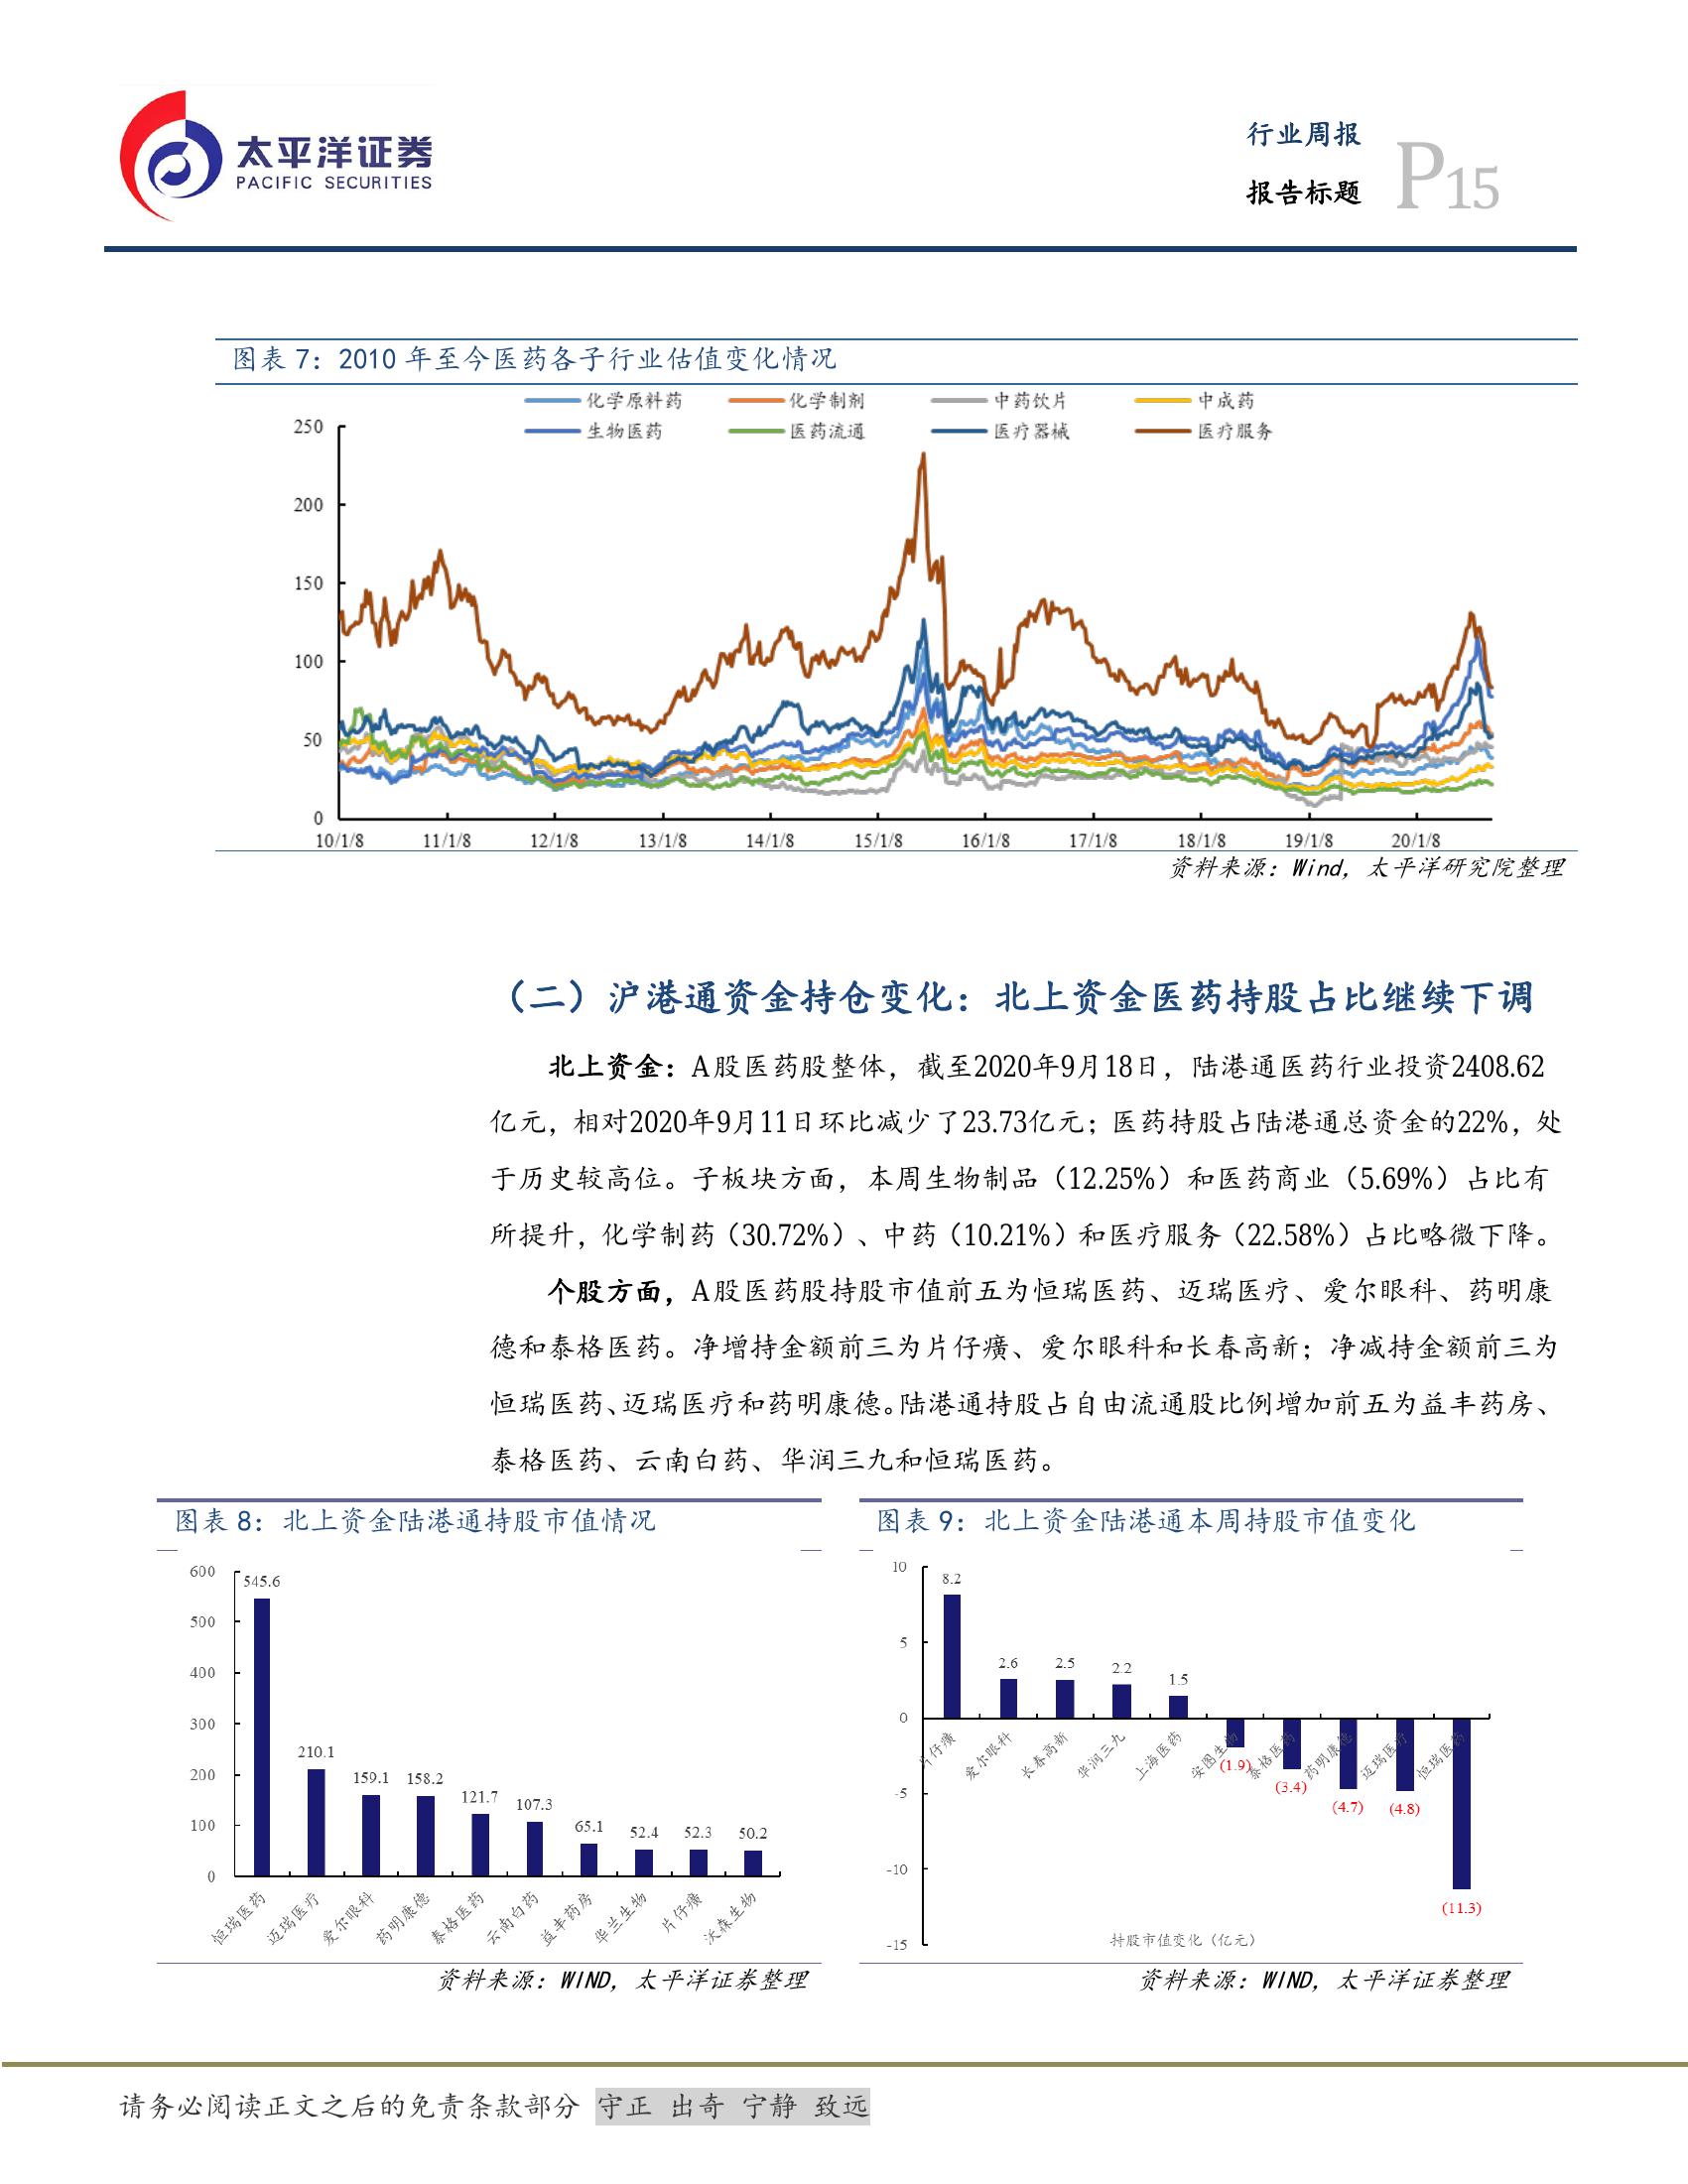 太平洋证券
PACIFIC SECURITIES
行业周报
报告标题
P15
图表 7：2010 年至今医药各子行业估值变化情况
化学原料药 化学制剂 中药饮片 中成药
生物医药 医药流通 医疗器械 医疗服务
250
200
150
100
50
0
10/1/8 11/1/8 12/1/8 13/1/8 14/1/8 15/1/8 16/1/8 17/1/8 18/1/8 19/1/8 20/1/8
资料来源：Wind，太平洋研究院整理
（二）沪港通资金持仓变化：北上资金医药持股占比继续下调
北上资金：A股医药股整体，截至2020年9月18日，陆港通医药行业投资2408.62
亿元，相对2020年9月11日环比减少了23.73亿元；医药持股占陆港通总资金的22%，处
于历史较高位。子板块方面，本周生物制品（12.25%）和医药商业（5.69%）占比有
所提升，化学制药（30.72%）、中药（10.21%）和医疗服务（22.58%）占比略微下降。
个股方面，A股医药股持股市值前五为恒瑞医药、迈瑞医疗、爱尔眼科、药明康
德和泰格医药。净增持金额前三为片仔癀、爱尔眼科和长春高新；净减持金额前三为
恒瑞医药、迈瑞医疗和药明康德。陆港通持股占自由流通股比例增加前五为益丰药房、
泰格医药、云南白药、华润三九和恒瑞医药。
图表 8：北上资金陆港通持股市值情况
600
500
400
300
200
100
0
545.6
210.1
159.1
158.2
121.7
107.3
65.1
52.4
52.3
50.2
恒瑞医药
迈瑞医疗
爱尔眼科
药明康德
泰格医药
云南白药
益丰药房
华兰生物
片仔癀
沃森生物
资料来源：WIND，太平洋证券整理
图表 9：北上资金陆港通本周持股市值变化
10
5
0
-5
-10
-15
8.2
2.6
2.5
2.2
1.5
(1.9)
(3.4)
(4.7)
(4.8)
(11.3)
片仔癀
爱尔眼科
长春高新
华润三九
上海医药
安图生物
泰格医药
药明康德
迈瑞医疗
恒瑞医药
持股市值变化（亿元）
资料来源：WIND，太平洋证券整理
请务必阅读正文之后的免责条款部分 守正 出奇 宁静 致远